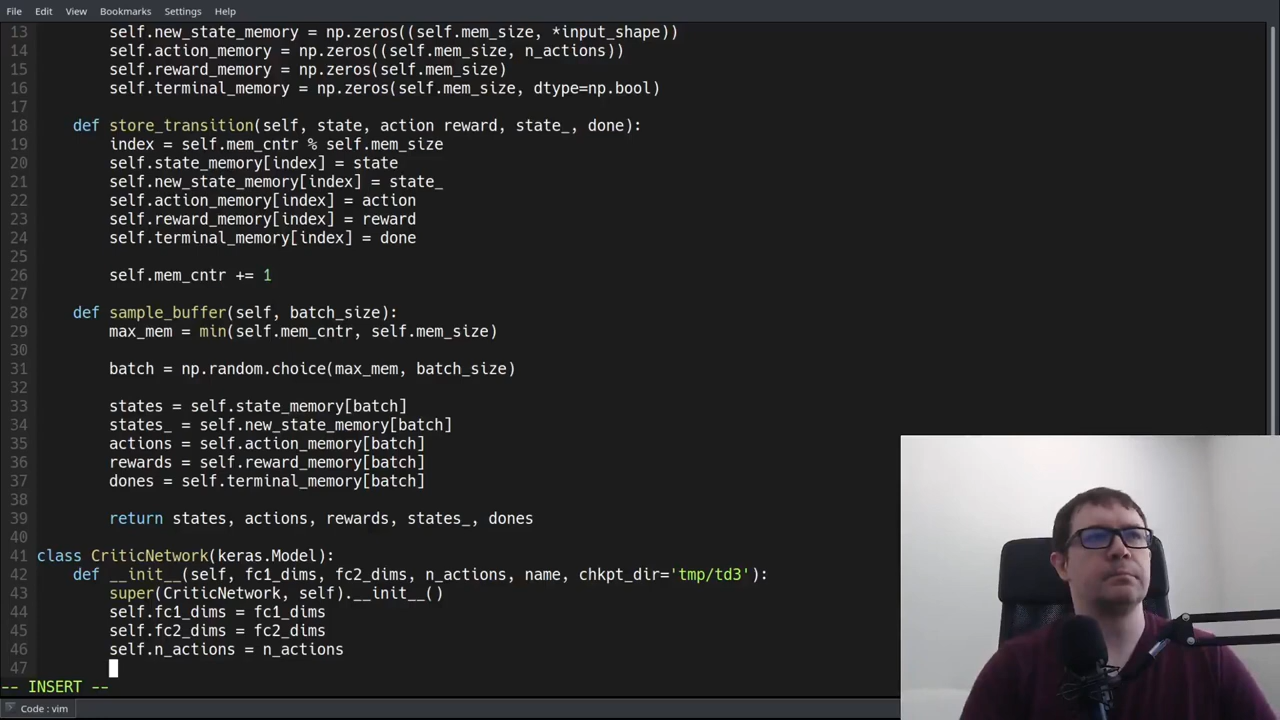 File Edit View Bookmarks Settings Help
13 self.new_state_memory = np.zeros((self.mem_size, *input_shape))
14 self.action_memory = np.zeros((self.mem_size, n_actions))
15 self.reward_memory = np.zeros(self.mem_size)
16 self.terminal_memory = np.zeros(self.mem_size, dtype=np.bool)
17
18 def store_transition(self, state, action reward, state_, done):
19 index = self.mem_cntr % self.mem_size
20 self.state_memory[index] = state
21 self.new_state_memory[index] = state_
22 self.action_memory[index] = action
23 self.reward_memory[index] = reward
24 self.terminal_memory[index] = done
25
26 self.mem_cntr += 1
27
28 def sample_buffer(self, batch_size):
29 max_mem = min(self.mem_cntr, self.mem_size)
30
31 batch = np.random.choice(max_mem, batch_size)
32
33 states = self.state_memory[batch]
34 states_ = self.new_state_memory[batch]
35 actions = self.action_memory[batch]
36 rewards = self.reward_memory[batch]
37 dones = self.terminal_memory[batch]
38
39 return states, actions, rewards, states_, dones
40
41 class CriticNetwork(keras.Model):
42 def __init__(self, fc1_dims, fc2_dims, n_actions, name, chkpt_dir='tmp/td3'):
43 super(CriticNetwork, self).__init__()
44 self.fc1_dims = fc1_dims
45 self.fc2_dims = fc2_dims
46 self.n_actions = n_actions
47
-- INSERT --
Code : vim